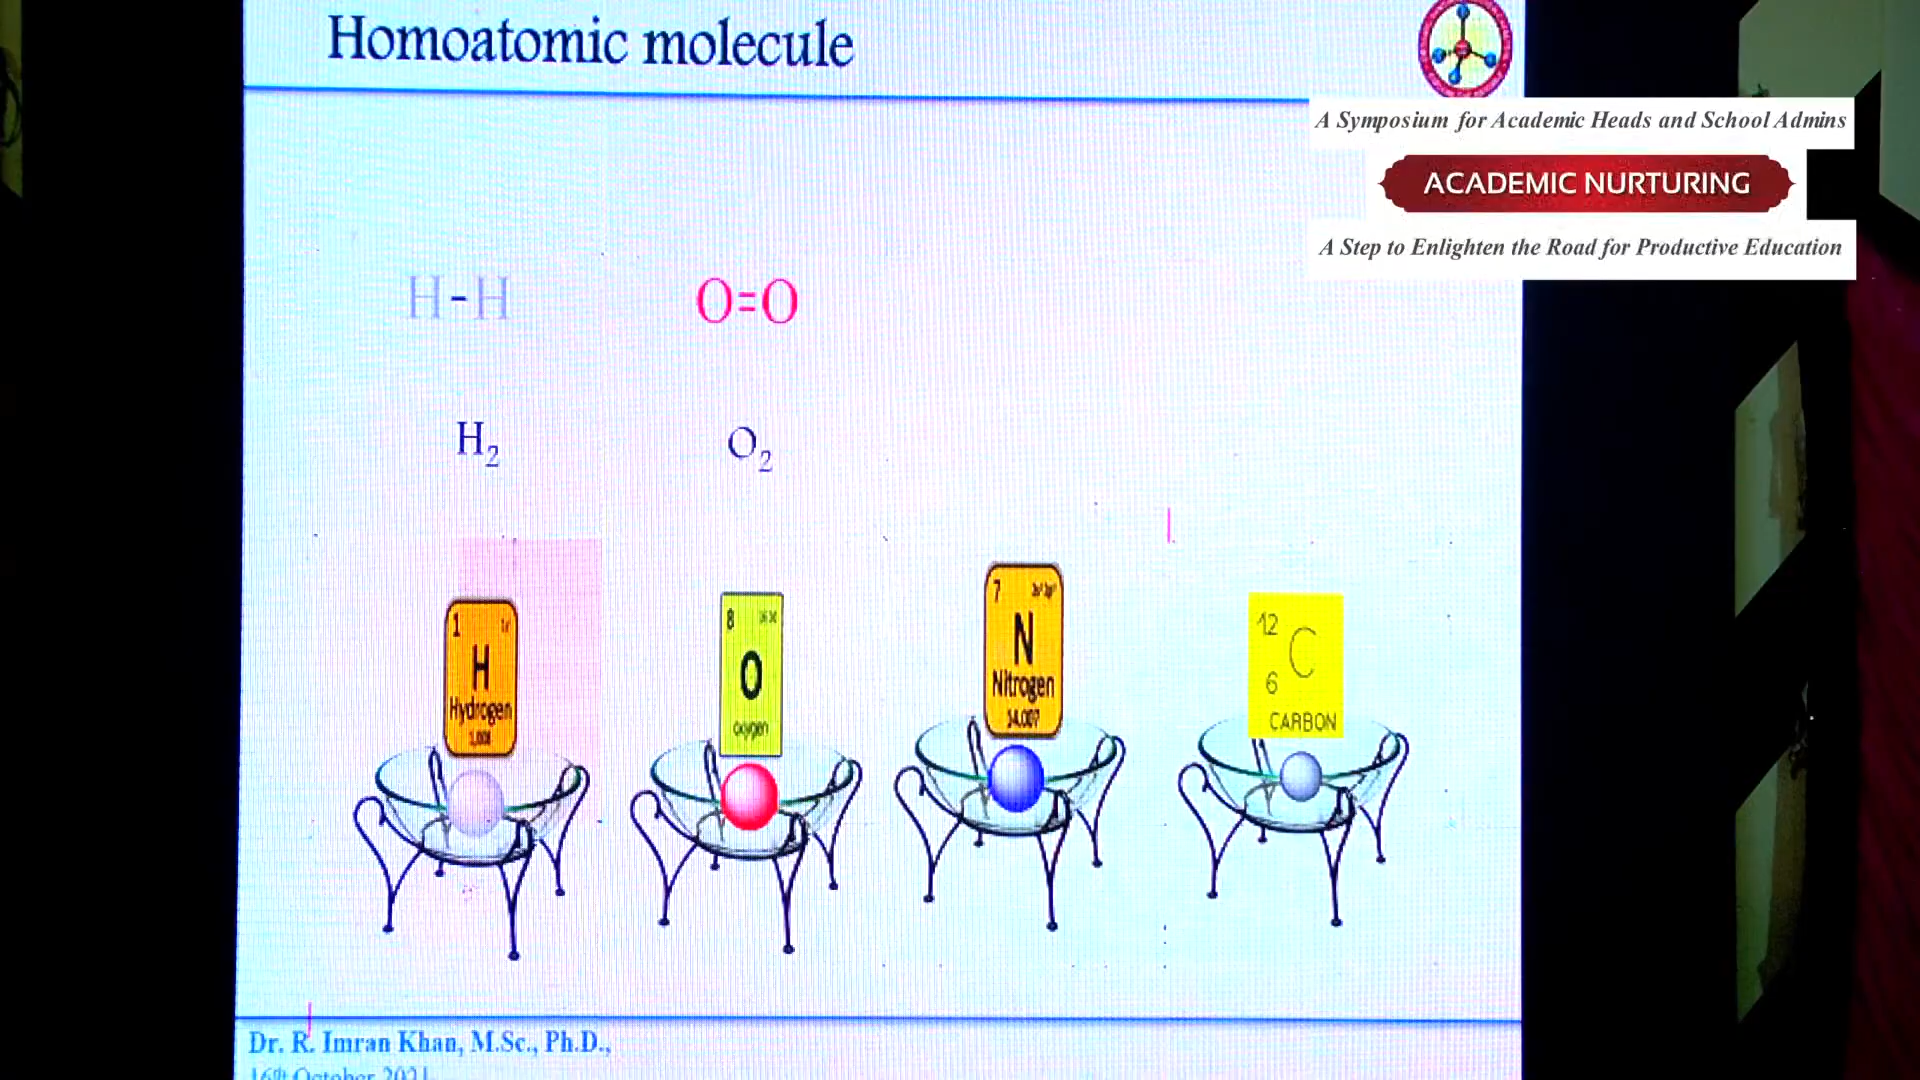 Homoatomic molecule
A Symposium for Academic Heads and School Admins
ACADEMIC NURTURING
A Step to Enlighten the Road for Productive Education
H-H
O=O
H₂
O₂
1
H
Hydrogen
8
O
oxygen
7
N
Nitrogen
14.007
12
C
6
CARBON
Dr. R. Imran Khan, M.Sc., Ph.D.,
16th October 2021